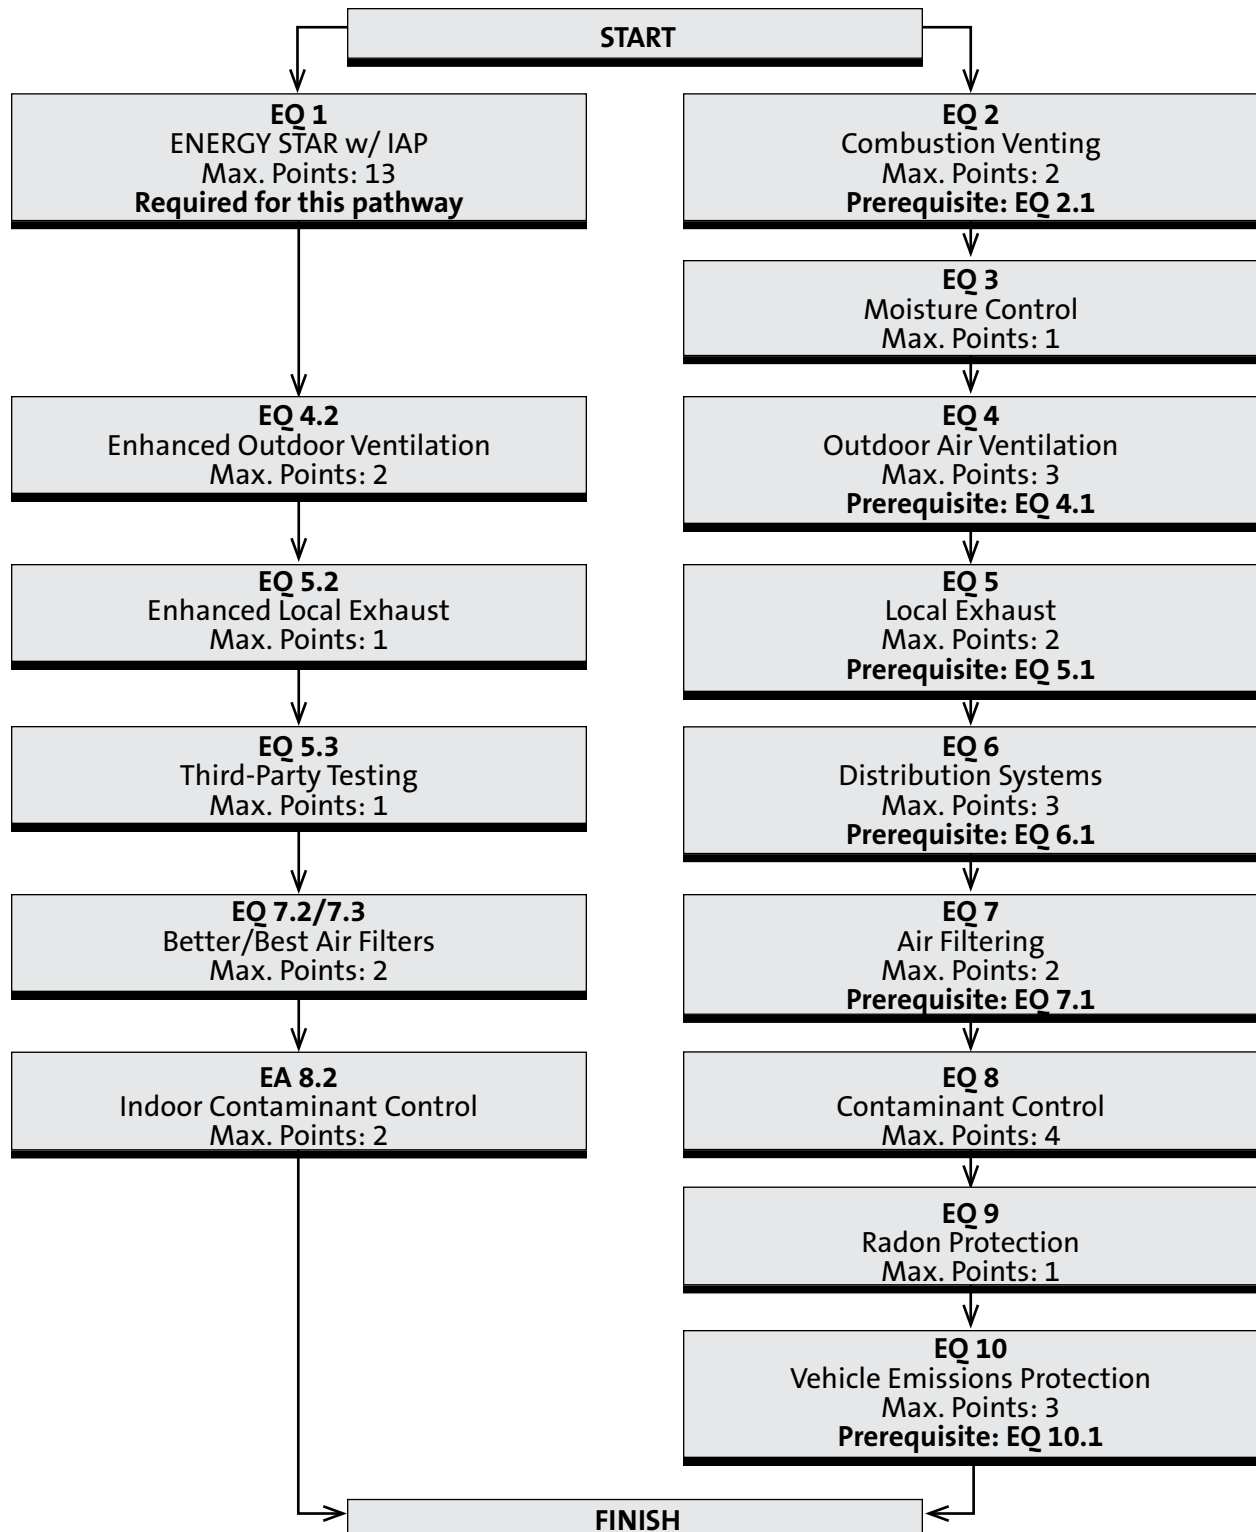 START
EQ 1
ENERGY STAR w/ IAP
Max. Points: 13
Required for this pathway
EQ 4.2
Enhanced Outdoor Ventilation
Max. Points: 2
EQ 5.2
Enhanced Local Exhaust
Max. Points: 1
EQ 5.3
Third-Party Testing
Max. Points: 1
EQ 7.2/7.3
Better/Best Air Filters
Max. Points: 2
EA 8.2
Indoor Contaminant Control
Max. Points: 2
EQ 2
Combustion Venting
Max. Points: 2
Prerequisite: EQ 2.1
EQ 3
Moisture Control
Max. Points: 1
EQ 4
Outdoor Air Ventilation
Max. Points: 3
Prerequisite: EQ 4.1
EQ 5
Local Exhaust
Max. Points: 2
Prerequisite: EQ 5.1
EQ 6
Distribution Systems
Max. Points: 3
Prerequisite: EQ 6.1
EQ 7
Air Filtering
Max. Points: 2
Prerequisite: EQ 7.1
EQ 8
Contaminant Control
Max. Points: 4
EQ 9
Radon Protection
Max. Points: 1
EQ 10
Vehicle Emissions Protection
Max. Points: 3
Prerequisite: EQ 10.1
FINISH